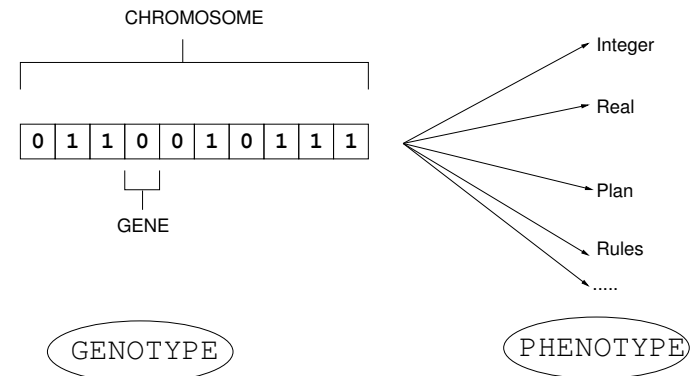 CHROMOSOME
0 1 1 0 0 1 0 1 1 1
GENE
GENOTYPE
Integer
Real
Plan
Rules
.....
PHENOTYPE